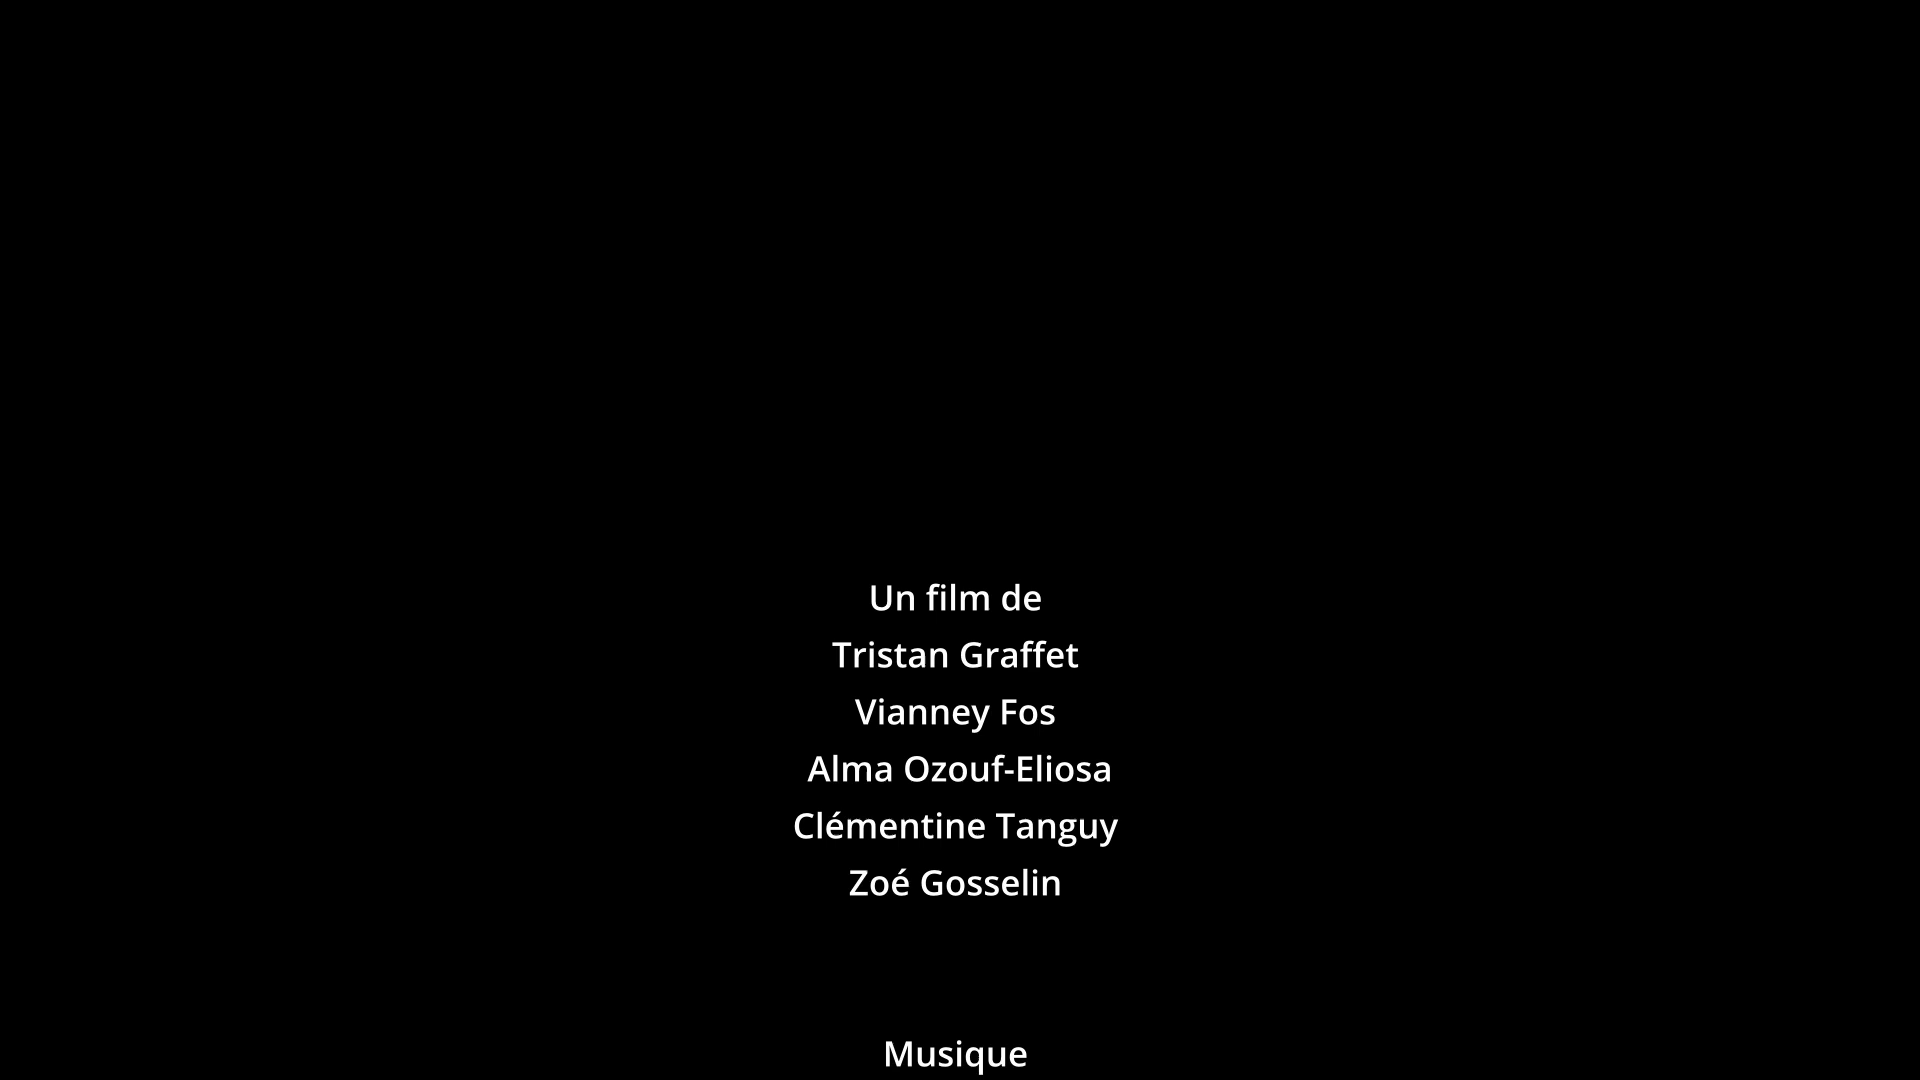 Un film de
Tristan Graffet
Vianney Fos
Alma Ozouf-Eliosa
Clémentine Tanguy
Zoé Gosselin
Musique